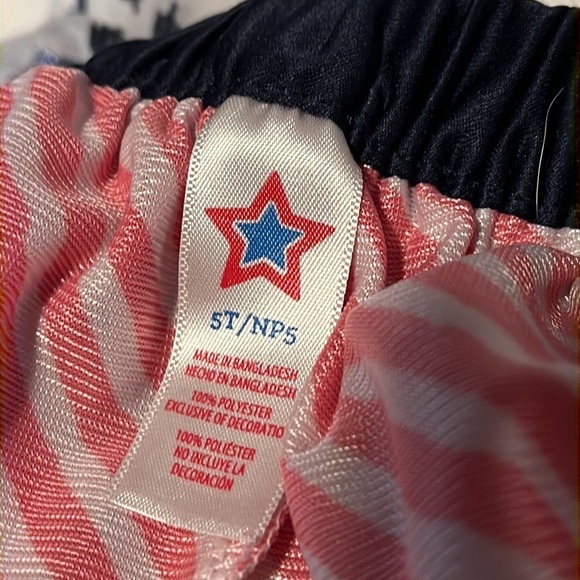 5T/NP5
MADE IN BANGLADESH
HECHO EN BANGLADESH
100% POLYESTER
EXCLUSIVE OF DECORATIO
100% POLIÉSTER
NO INCLUYE LA
DECORACIÓN